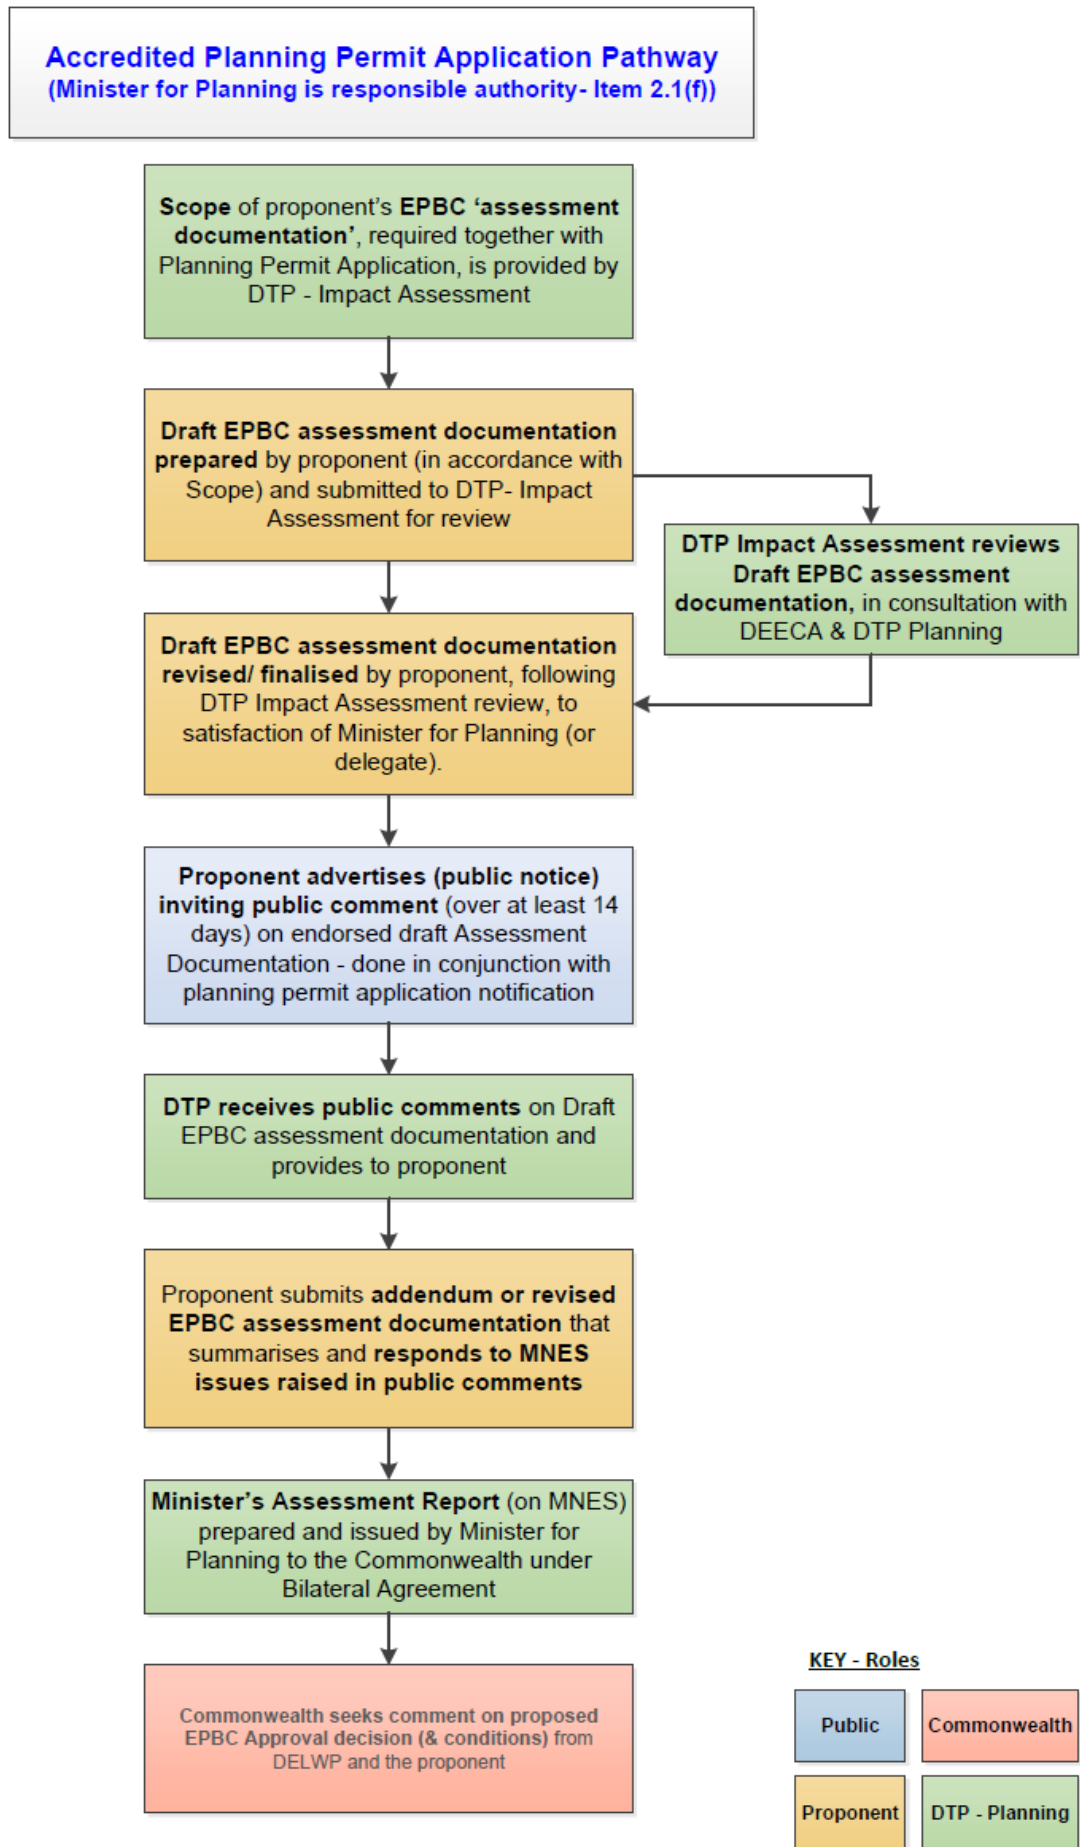 Accredited Planning Permit Application Pathway
(Minister for Planning is responsible authority- Item 2.1(f))
Scope of proponent's EPBC ‘assessment
documentation’, required together with
Planning Permit Application, is provided by
DTP - Impact Assessment
Draft EPBC assessment documentation
prepared by proponent (in accordance with
Scope) and submitted to DTP- Impact
Assessment for review
DTP Impact Assessment reviews
Draft EPBC assessment
documentation, in consultation with
DEECA & DTP Planning
Draft EPBC assessment documentation
revised/ finalised by proponent, following
DTP Impact Assessment review, to
satisfaction of Minister for Planning (or
delegate).
Proponent advertises (public notice)
inviting public comment (over at least 14
days) on endorsed draft Assessment
Documentation - done in conjunction with
planning permit application notification
DTP receives public comments on Draft
EPBC assessment documentation and
provides to proponent
Proponent submits addendum or revised
EPBC assessment documentation that
summarises and responds to MNES
issues raised in public comments
Minister's Assessment Report (on MNES)
prepared and issued by Minister for
Planning to the Commonwealth under
Bilateral Agreement
Commonwealth seeks comment on proposed
EPBC Approval decision (& conditions) from
DELWP and the proponent
KEY - Roles
Public
Commonwealth
Proponent
DTP - Planning